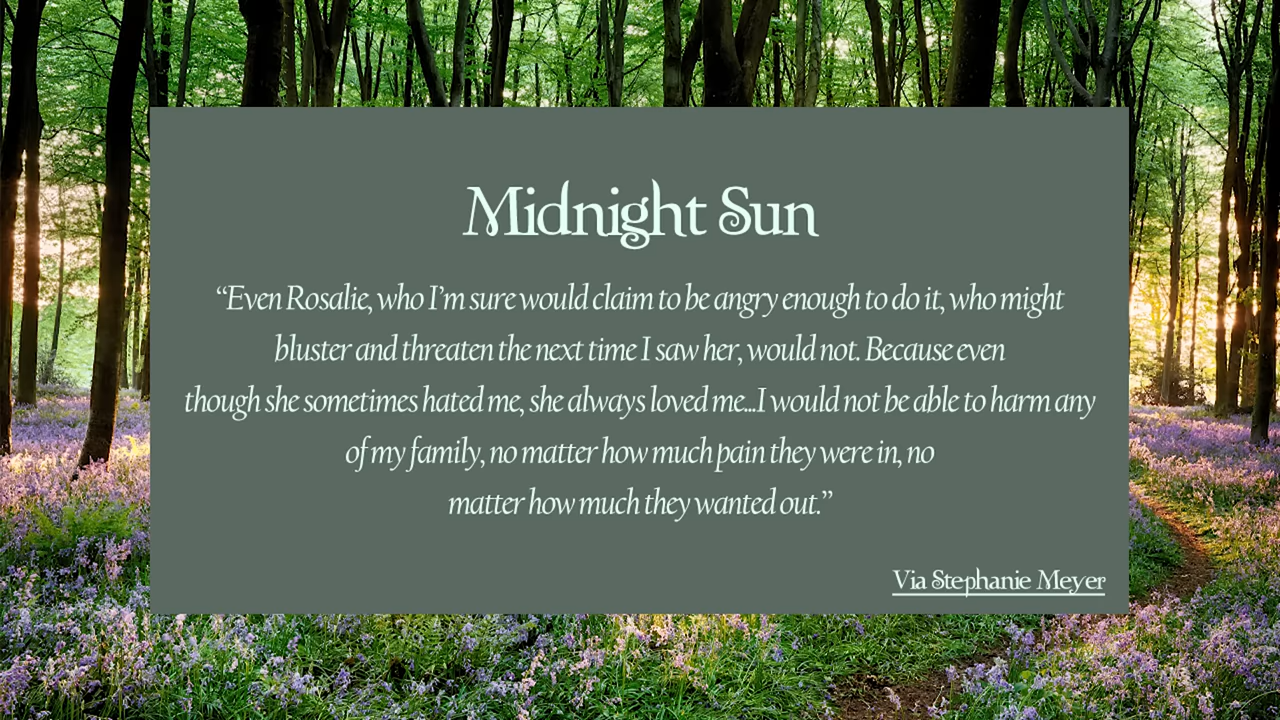 Midnight Sun
“Even Rosalie, who I’m sure would claim to be angry enough to do it, who might
bluster and threaten the next time I saw her, would not. Because even
though she sometimes hated me, she always loved me...I would not be able to harm any
of my family, no matter how much pain they were in, no
matter how much they wanted out.”
Via Stephanie Meyer